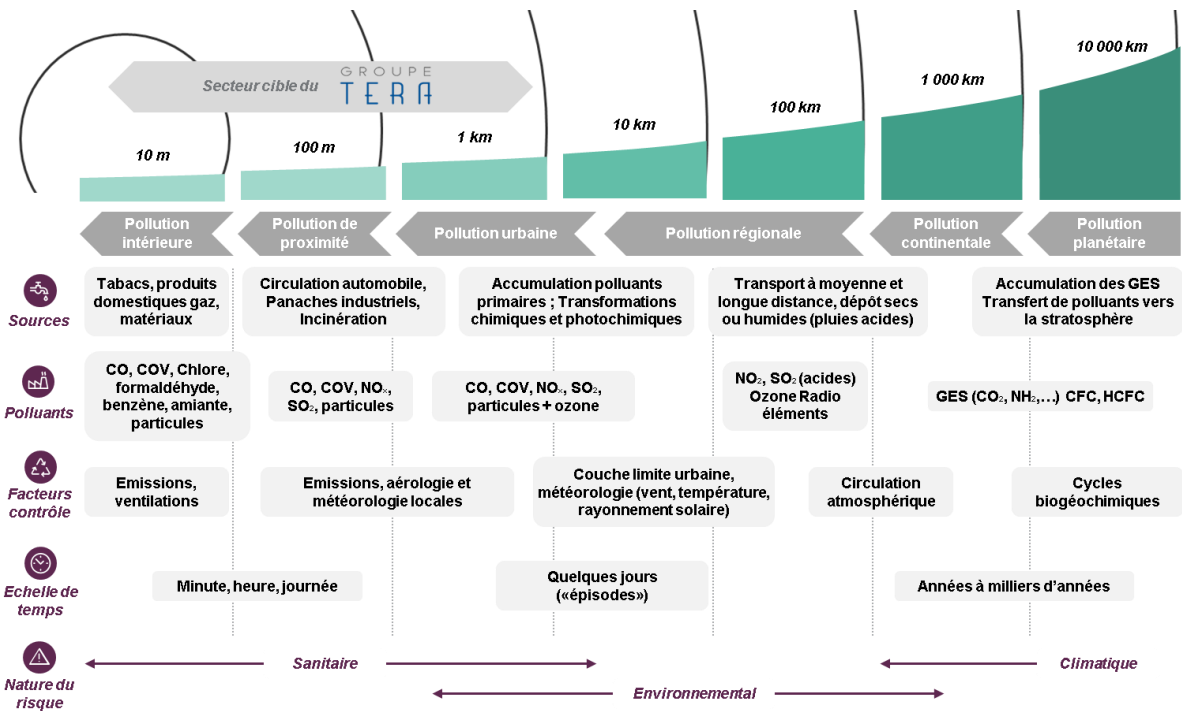 Secteur cible du
GROUPE
TERA
10 m
100 m
1 km
10 km
100 km
1 000 km
10 000 km
Pollution
intérieure
Pollution de
proximité
Pollution urbaine
Pollution régionale
Pollution
continentale
Pollution
planétaire
Sources
Tabacs, produits
domestiques gaz,
matériaux
Circulation automobile,
Panaches industriels,
Incinération
Accumulation polluants
primaires ; Transformations
chimiques et photochimiques
Transport à moyenne et
longue distance, dépôt secs
ou humides (pluies acides)
Accumulation des GES
Transfert de polluants vers
la stratosphère
Polluants
CO, COV, Chlore,
formaldéhyde,
benzène, amiante,
particules
CO, COV, NOₓ,
SO₂, particules
CO, COV, NOₓ, SO₂,
particules + ozone
NO₂, SO₂ (acides)
Ozone Radio
éléments
GES (CO₂, NH₂,…) CFC, HCFC
Facteurs
contrôle
Emissions,
ventilations
Emissions, aérologie et
météorologie locales
Couche limite urbaine,
météorologie (vent, température,
rayonnement solaire)
Circulation
atmosphérique
Cycles
biogéochimiques
Echelle de
temps
Minute, heure, journée
Quelques jours
(«épisodes»)
Années à milliers d’années
Nature du
risque
Sanitaire
Environnemental
Climatique